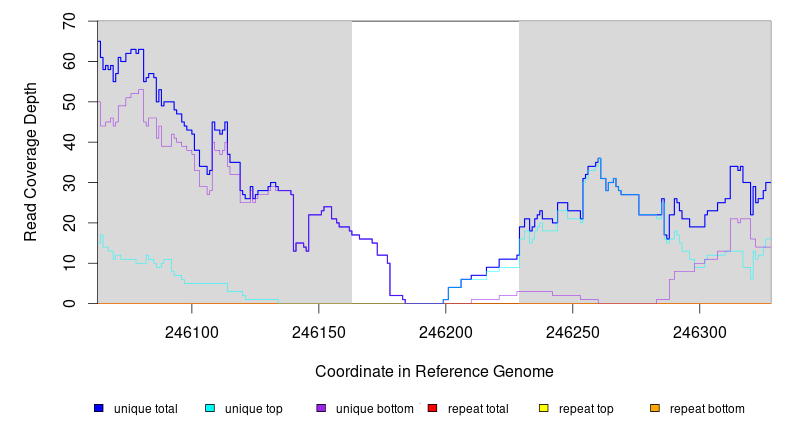 70
60
50
40
30
20
10
0
Read Coverage Depth
246100 246150 246200 246250 246300
Coordinate in Reference Genome
unique total unique top unique bottom repeat total repeat top repeat bottom